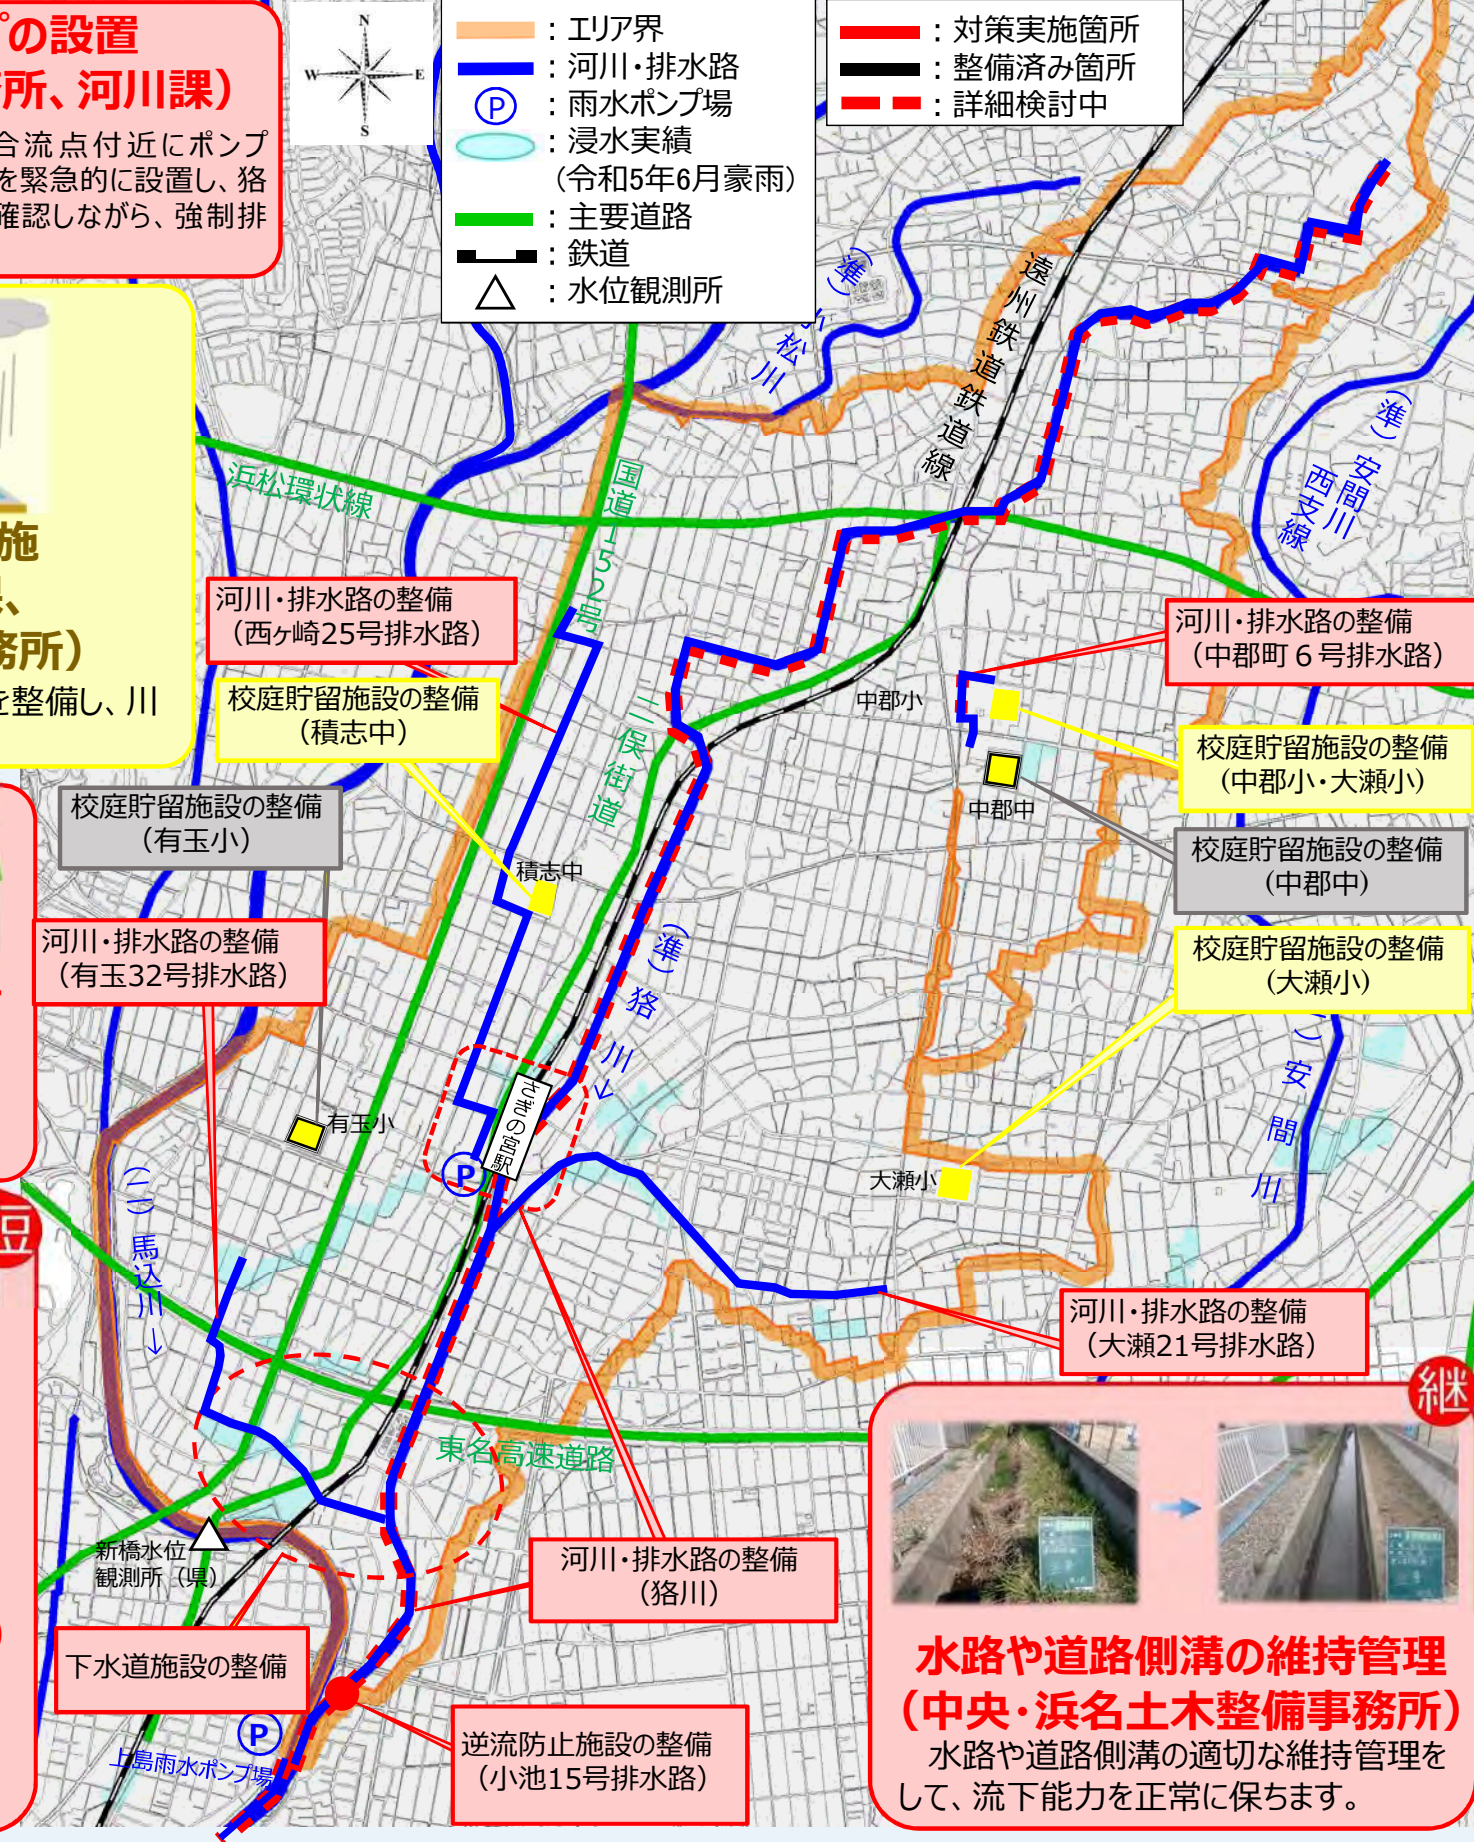 プの設置
務所、河川課）
合流点付近にポンプ
を緊急的に設置し、狢
確認しながら、強制排
N
W
E
S
：エリア界
：河川・排水路
P：雨水ポンプ場
：浸水実績
（令和5年6月豪雨）
：主要道路
：鉄道
：水位観測所
：対策実施箇所
：整備済み箇所
：詳細検討中
施
務所）
を整備し、川
（準）小松川
遠州鉄道鉄道線
（準）安間川
西支線
浜松環状線
国道152号
河川・排水路の整備
（西ヶ崎25号排水路）
河川・排水路の整備
（中郡町６号排水路）
校庭貯留施設の整備
（積志中）
二俣街道
中郡小
校庭貯留施設の整備
(中郡小・大瀬小)
校庭貯留施設の整備
（有玉小）
中郡中
校庭貯留施設の整備
(中郡中)
積志中
河川・排水路の整備
（有玉32号排水路）
（準）狢川→
校庭貯留施設の整備
(大瀬小)
安間川
さぎの宮駅
有玉小
P
大瀬小
短
（二）馬込川→
河川・排水路の整備
（大瀬21号排水路）
継
東名高速道路
新橋水位
観測所（県）
河川・排水路の整備
（狢川）
下水道施設の整備
P
上島雨水ポンプ場
逆流防止施設の整備
（小池15号排水路）
水路や道路側溝の維持管理
（中央・浜名土木整備事務所）
水路や道路側溝の適切な維持管理を
して、流下能力を正常に保ちます。